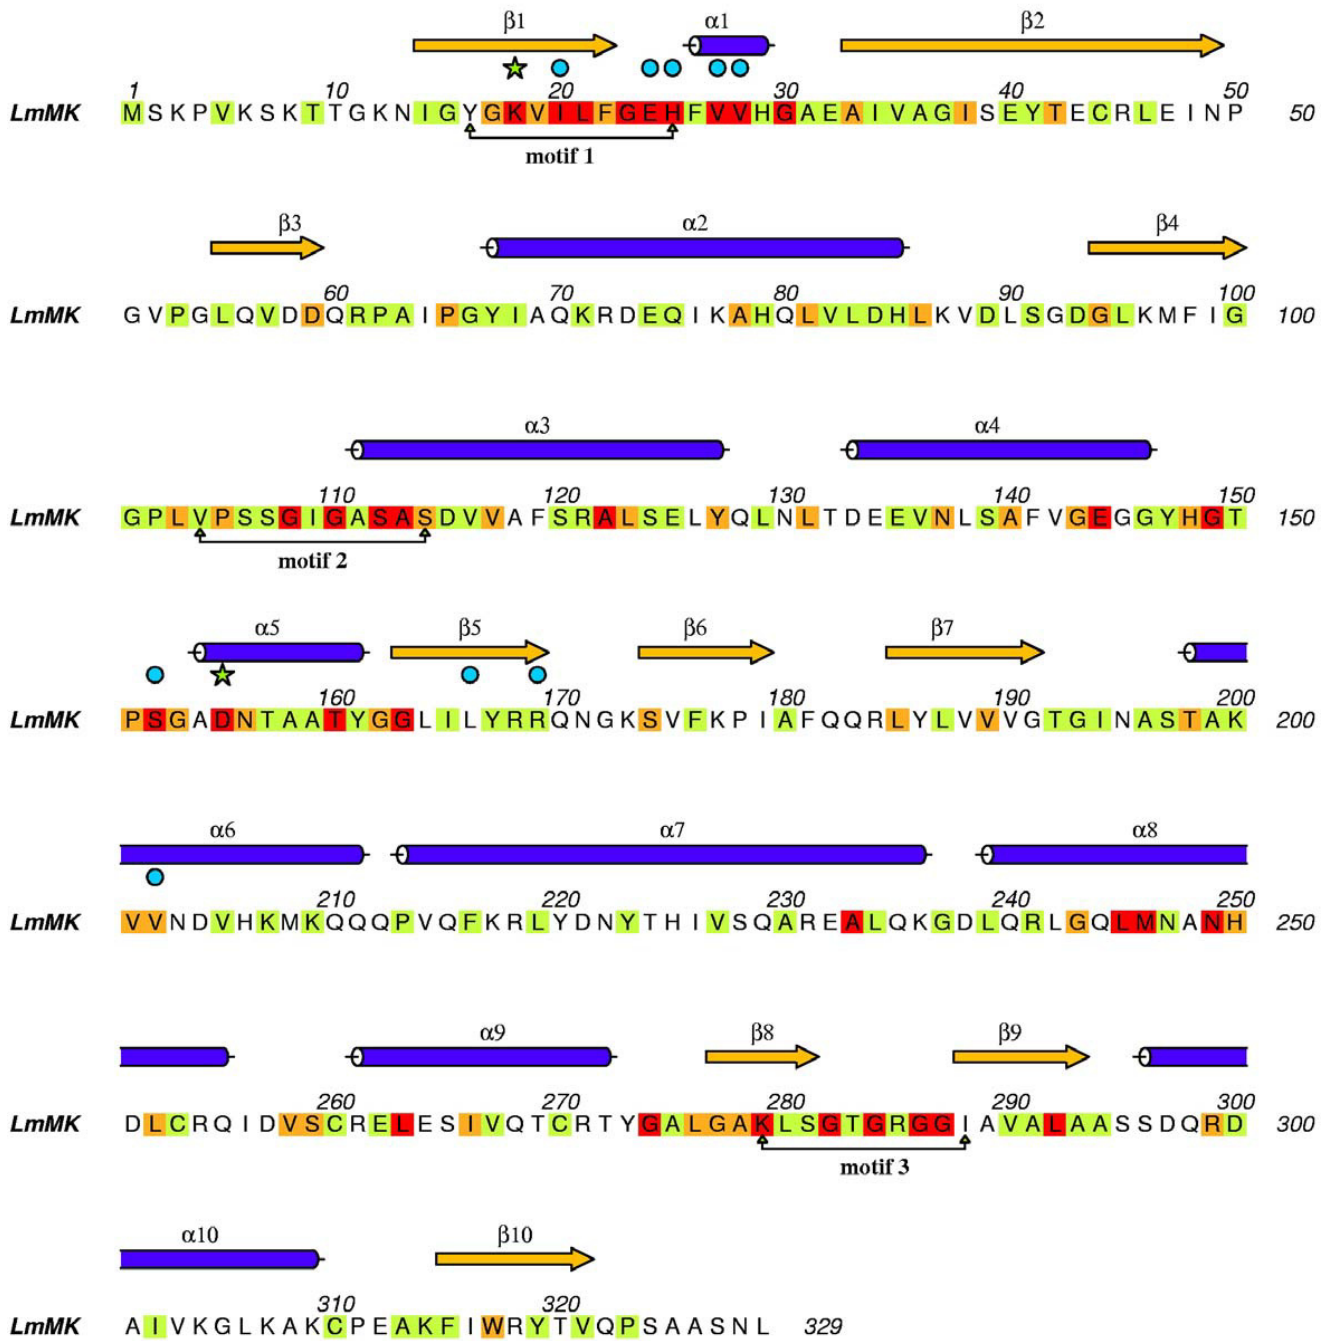 β1 α1 β2
1 10 20 30 40 50
LmMK MSKPVKSKTTGKNIGYGKVILFGEHFVVHGAEAIVAGISEYTECRLEINP 50
motif 1
β3 α2 β4
60 70 80 90 100
LmMK GVPGLQVDDQRPAIPGYIAQKRDEQIKAHQLVLDHLKVDLSGDGLKMFIG 100
α3 α4
110 120 130 140 150
LmMK GPLVPSSGIGASASDVVAFSRALSELYQLNLTDEEVNLSAFVGEGGYHGT 150
motif 2
α5 β5 β6 β7
160 170 180 190 200
LmMK PSGADNTAATYGGLILYRRQNGKSVFKPIAFQQRLYLVVVGTGINASTAK 200
α6 α7 α8
210 220 230 240 250
LmMK VVNDVHKMKQQQPVQFKRLYDNYTHIVSQAREALQKGDLQRLGQLMNANH 250
α9 β8 β9
260 270 280 290 300
LmMK DLCRQIDVSCRELESIVQTCRTYGALGAKLSGTGRGGIAVALAASSDQRD 300
motif 3
α10 β10
310 320
LmMK AIVKGLKAKCPEAKFIWRYTVQPSAASNL 329